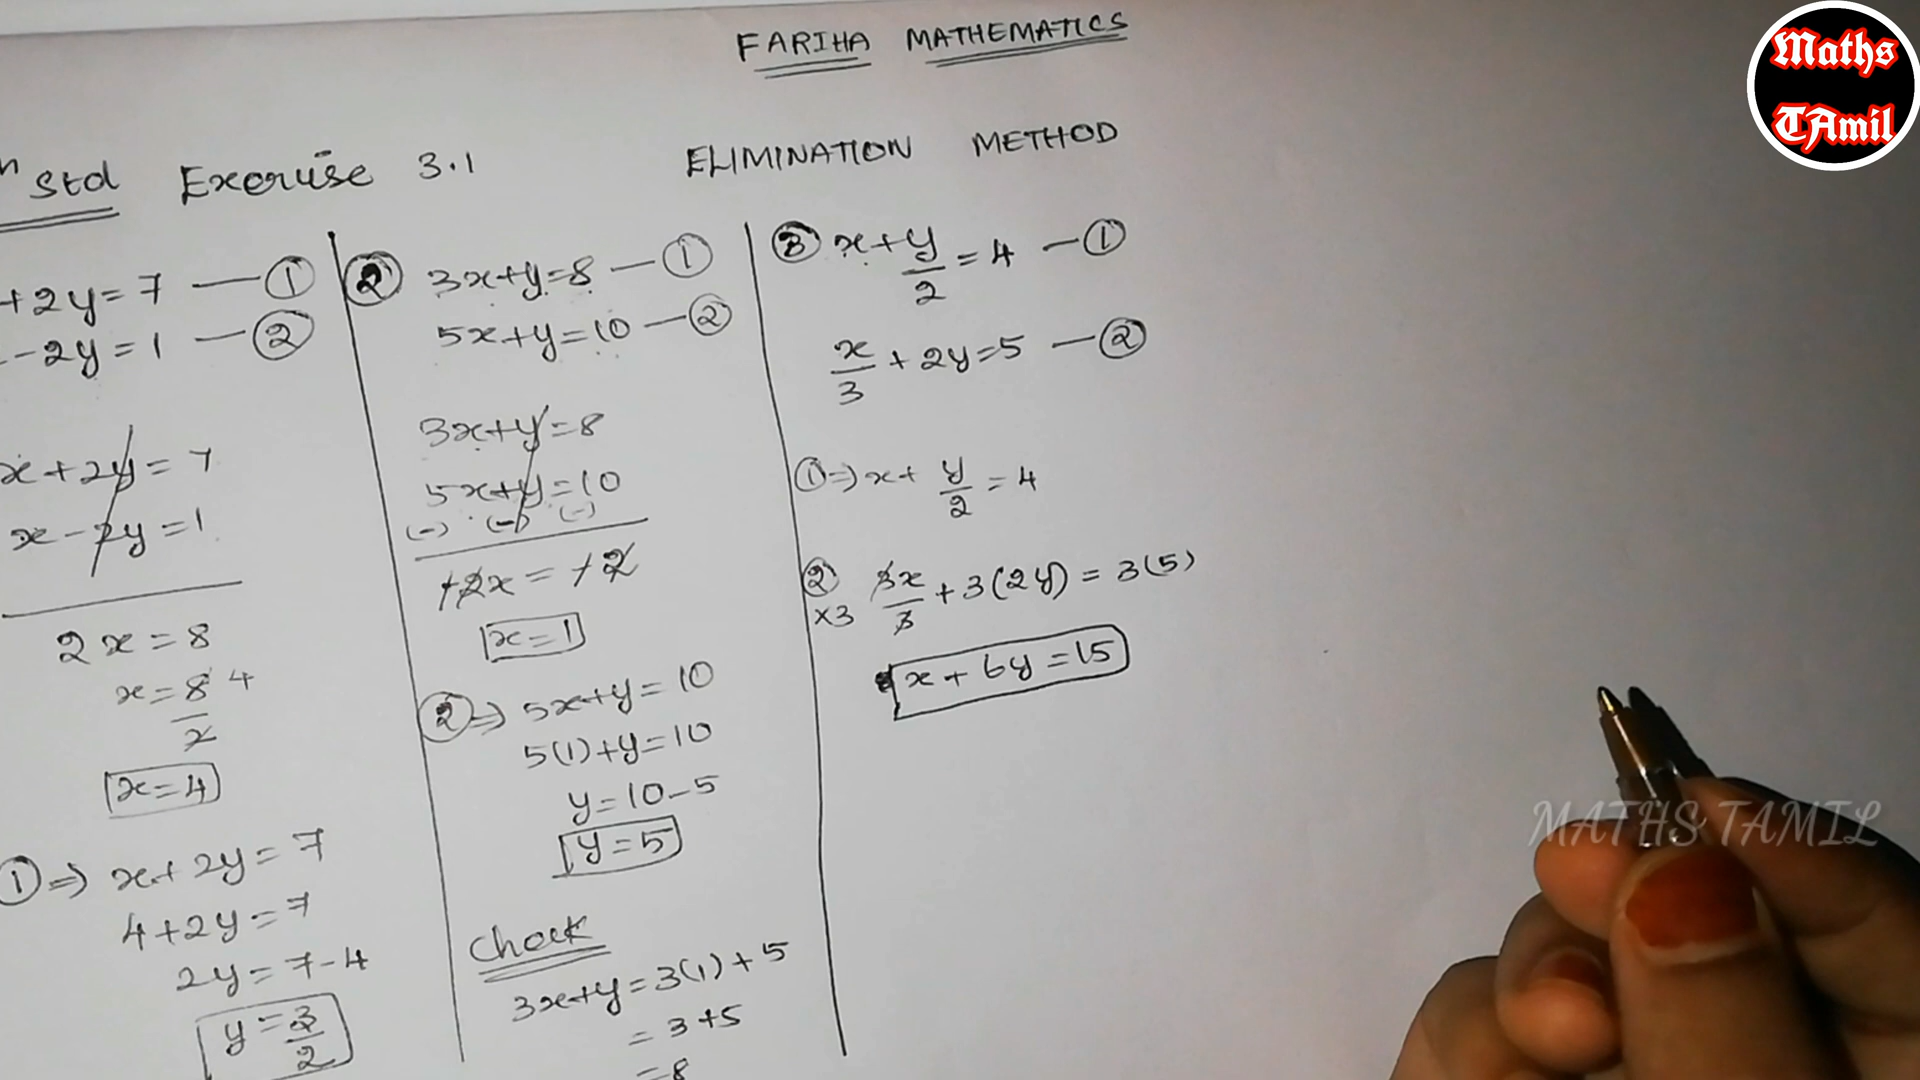 FARIHA MATHEMATICS
Maths
TAmil
Std Exercise 3.1
ELIMINATION METHOD
+2y=7 — ①
-2y=1 — ②
x+2y=7
x-2y=1
2x=8
x=8 4
2
x=4
①⇒ x+2y=7
4+2y=7
2y=7-4
y=3
2
② 3x+y=8 — ①
5x+y=10 — ②
3x+y=8
5x+y=10
(-) (-) (-)
+2x=+2
x=1
②⇒ 5x+y=10
5(1)+y=10
y=10-5
y=5
Check
3x+y=3(1)+5
=3+5
=8
③ x+y/2=4 — ①
x/3+2y=5 — ②
①⇒x+y/2=4
② ×3 3x/3+3(2y)=3(5)
x+6y=15
MATHS TAMIL